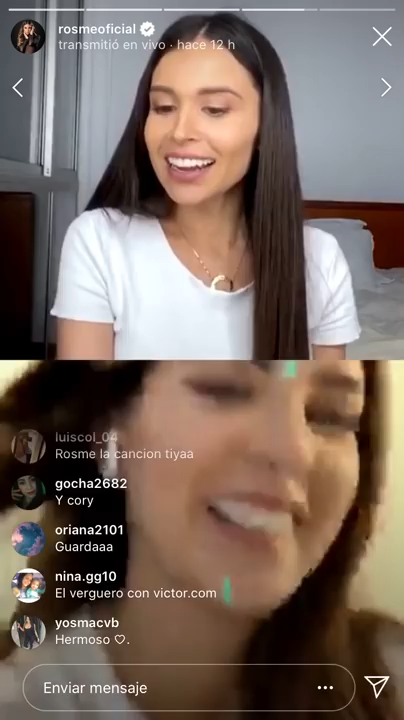 rosmeoficial
transmitió en vivo · hace 12 h
luiscol_04
Rosme la cancion tiyaa
gocha2682
Y cory
oriana2101
Guardaaa
nina.gg10
El verguero con victor.com
yosmacvb
Hermoso ♡.
Enviar mensaje